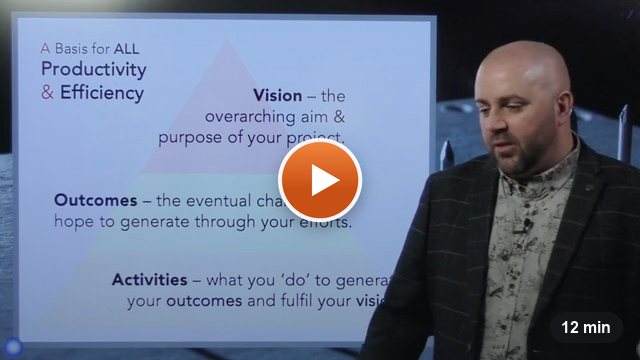 A Basis for ALL
Productivity
& Efficiency
Vision – the
overarching aim &
purpose of your project.
Outcomes – the eventual
hope to generate through your efforts.
Activities – what you ‘do’ to
your outcomes and fulfil your
12 min